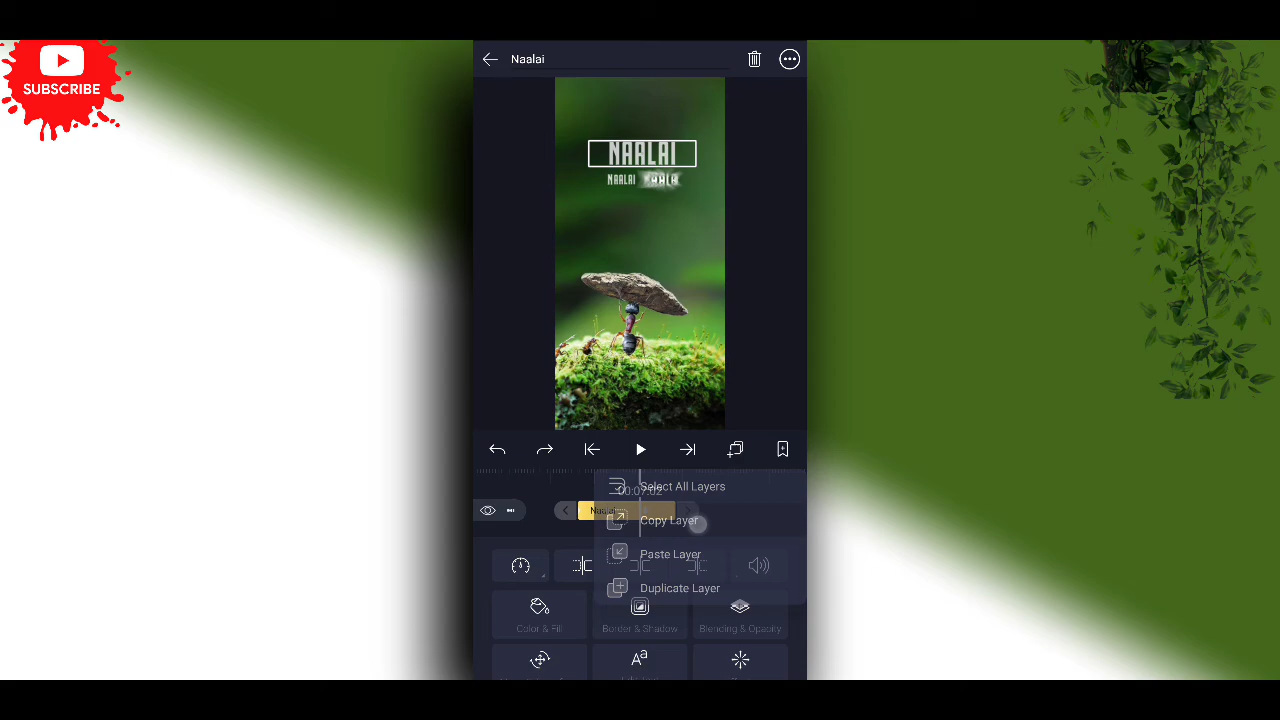 SUBSCRIBE
Naalai
NAALAI
NAALAI
Select All Layers
00:07:02
Naalai
Copy Layer
Paste Layer
Duplicate Layer
Color & Fill
Border & Shadow
Blending & Opacity